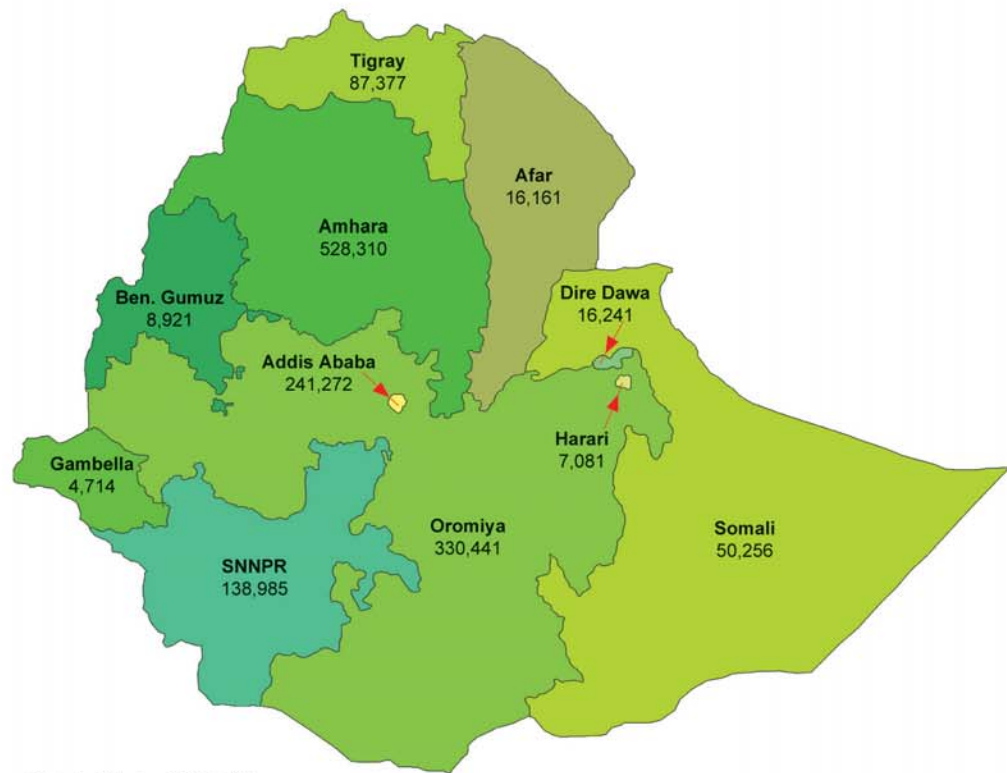 Tigray
87,377
Afar
16,161
Amhara
528,310
Dire Dawa
16,241
Ben. Gumuz
8,921
Addis Ababa
241,272
Harari
7,081
Gambella
4,714
Oromiya
330,441
Somali
50,256
SNNPR
138,985